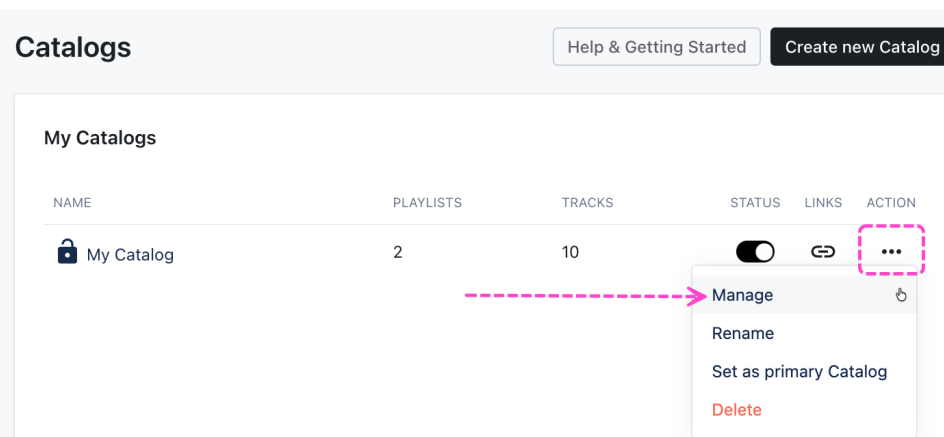 Catalogs
Help & Getting Started
Create new Catalog
My Catalogs
NAME PLAYLISTS TRACKS STATUS LINKS ACTION
My Catalog 2 10
Manage
Rename
Set as primary Catalog
Delete